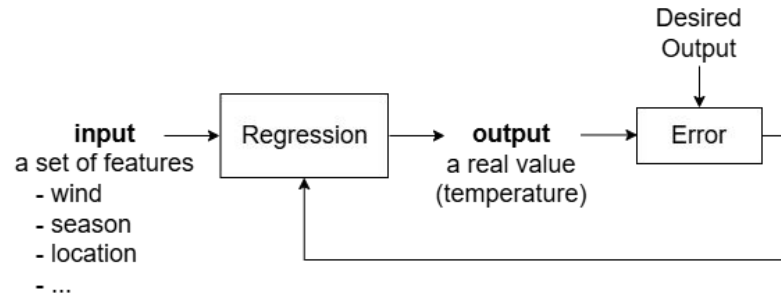 Desired
Output
input
a set of features
- wind
- season
- location
- ...
Regression
output
a real value
(temperature)
Error